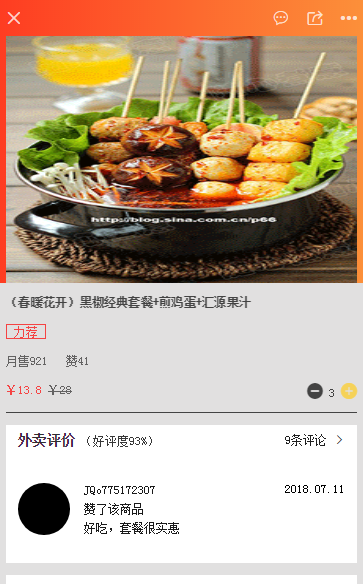 http://blog.sina.com.cn/p66
（春暖花开）黑椒经典套餐+煎鸡蛋+汇源果汁
力荐
月售921 赞41
￥13.8 ￥28
3
外卖评价 （好评度93%） 9条评论
JQo775172307 2018.07.11
赞了该商品
好吃，套餐很实惠